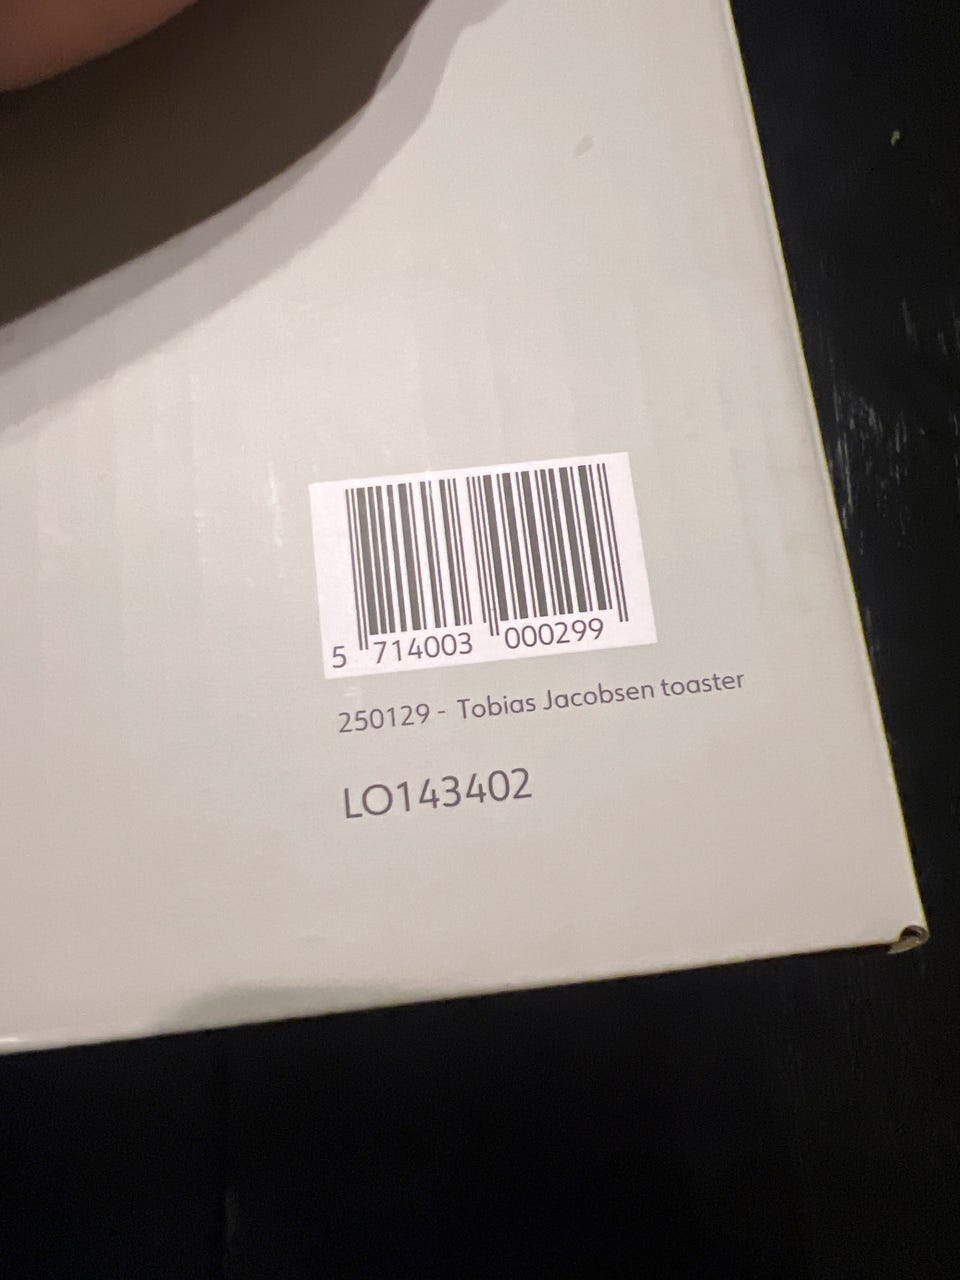 5 714003 000299
250129 - Tobias Jacobsen toaster
LO143402